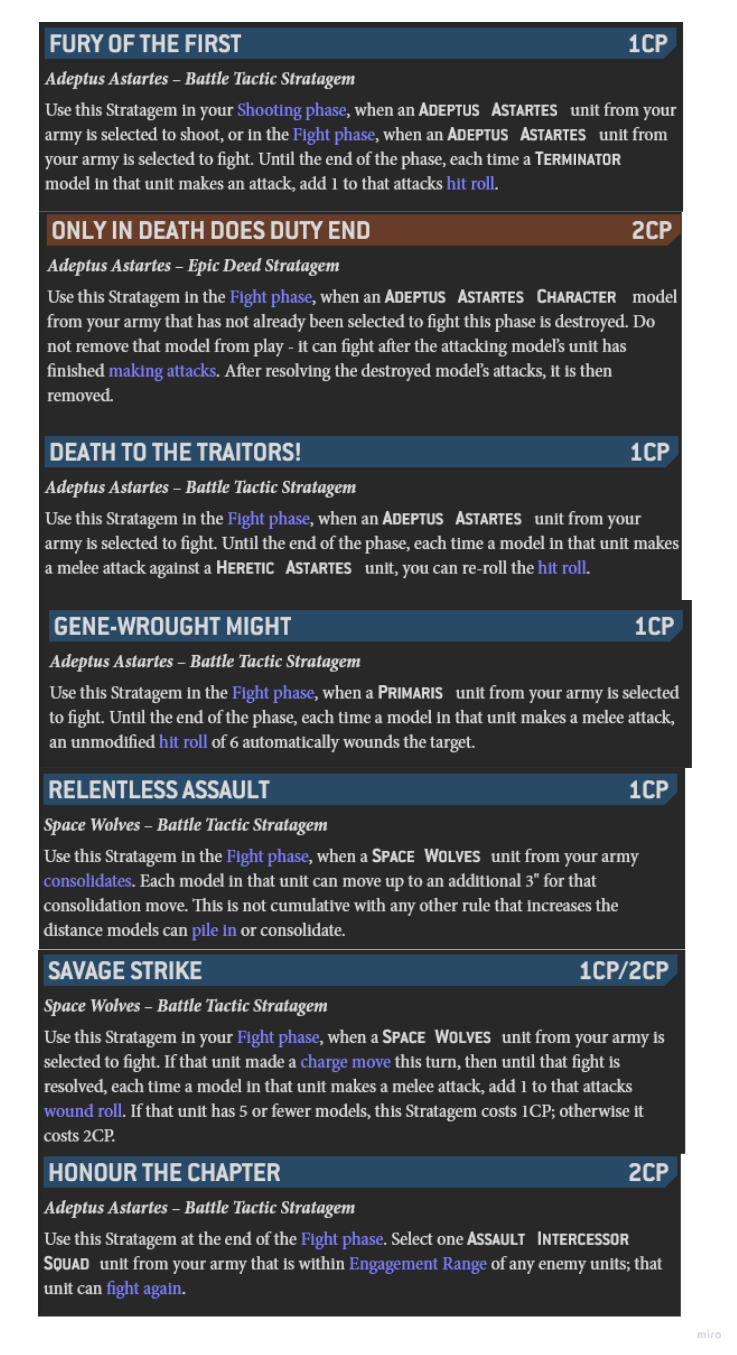 FURY OF THE FIRST 1CP
Adeptus Astartes – Battle Tactic Stratagem
Use this Stratagem in your Shooting phase, when an ADEPTUS ASTARTES unit from your
army is selected to shoot, or in the Fight phase, when an ADEPTUS ASTARTES unit from
your army is selected to fight. Until the end of the phase, each time a TERMINATOR
model in that unit makes an attack, add 1 to that attacks hit roll.
ONLY IN DEATH DOES DUTY END 2CP
Adeptus Astartes – Epic Deed Stratagem
Use this Stratagem in the Fight phase, when an ADEPTUS ASTARTES CHARACTER model
from your army that has not already been selected to fight this phase is destroyed. Do
not remove that model from play - it can fight after the attacking model's unit has
finished making attacks. After resolving the destroyed model's attacks, it is then
removed.
DEATH TO THE TRAITORS! 1CP
Adeptus Astartes – Battle Tactic Stratagem
Use this Stratagem in the Fight phase, when an ADEPTUS ASTARTES unit from your
army is selected to fight. Until the end of the phase, each time a model in that unit makes
a melee attack against a HERETIC ASTARTES unit, you can re-roll the hit roll.
GENE-WROUGHT MIGHT 1CP
Adeptus Astartes – Battle Tactic Stratagem
Use this Stratagem in the Fight phase, when a PRIMARIS unit from your army is selected
to fight. Until the end of the phase, each time a model in that unit makes a melee attack,
an unmodified hit roll of 6 automatically wounds the target.
RELENTLESS ASSAULT 1CP
Space Wolves – Battle Tactic Stratagem
Use this Stratagem in the Fight phase, when a SPACE WOLVES unit from your army
consolidates. Each model in that unit can move up to an additional 3" for that
consolidation move. This is not cumulative with any other rule that increases the
distance models can pile in or consolidate.
SAVAGE STRIKE 1CP/2CP
Space Wolves – Battle Tactic Stratagem
Use this Stratagem in your Fight phase, when a SPACE WOLVES unit from your army is
selected to fight. If that unit made a charge move this turn, then until that fight is
resolved, each time a model in that unit makes a melee attack, add 1 to that attacks
wound roll. If that unit has 5 or fewer models, this Stratagem costs 1CP; otherwise it
costs 2CP.
HONOUR THE CHAPTER 2CP
Adeptus Astartes – Battle Tactic Stratagem
Use this Stratagem at the end of the Fight phase. Select one ASSAULT INTERCESSOR
SQUAD unit from your army that is within Engagement Range of any enemy units; that
unit can fight again.
miro